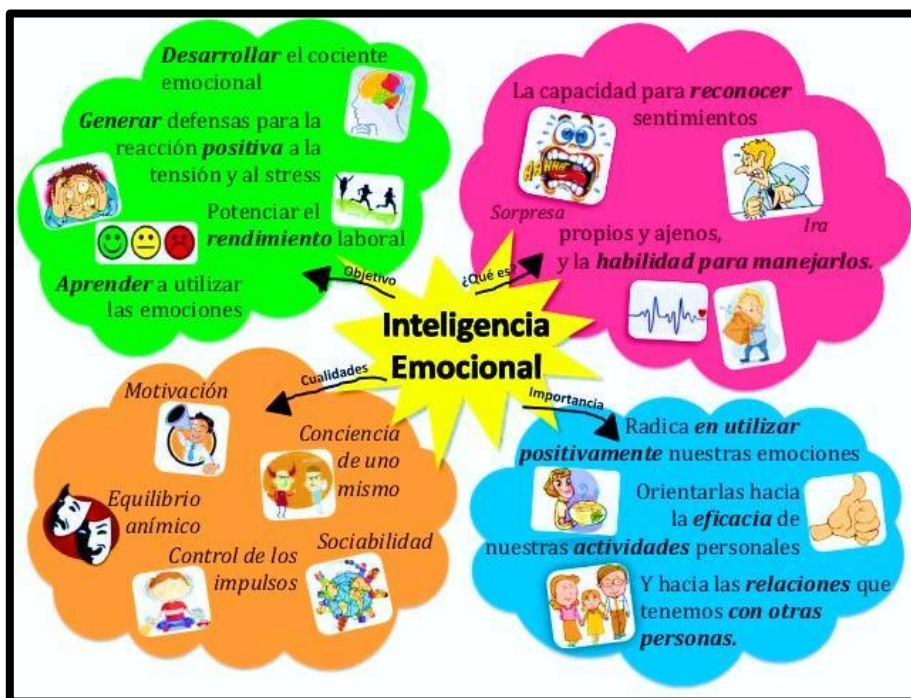 Desarrollar el cociente
emocional
Generar defensas para la
reacción positiva a la
tensión y al stress
Potenciar el
rendimiento laboral
Aprender a utilizar
las emociones
Objetivo
La capacidad para reconocer
sentimientos
AHHHH
Sorpresa
Ira
propios y ajenos,
y la habilidad para manejarlos.
¿Qué es?
Inteligencia
Emocional
Cualidades
Motivación
Conciencia
de uno
mismo
Equilibrio
anímico
Control de los
impulsos
Sociabilidad
Importancia
Radica en utilizar
positivamente nuestras emociones
Orientarlas hacia
la eficacia de
nuestras actividades personales
Y hacia las relaciones que
tenemos con otras
personas.